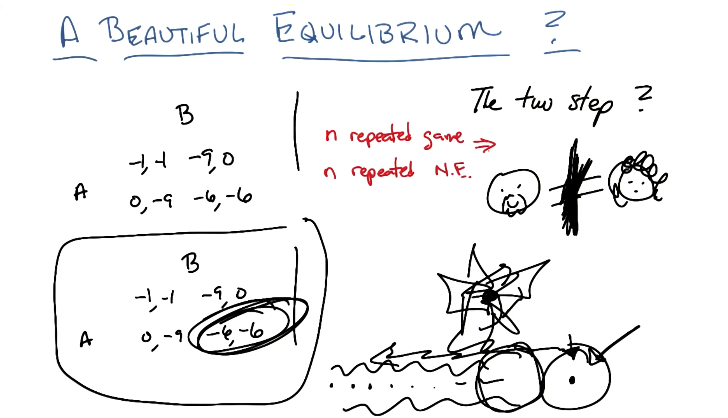 A BEAUTIFUL EQUILIBRIUM ?
The two step ?
B
-1,-1 -9,0
A 0,-9 -6,-6
n repeated game ⇒
n repeated N.E.
B
-1,-1 -9,0
A 0,-9 -6,-6